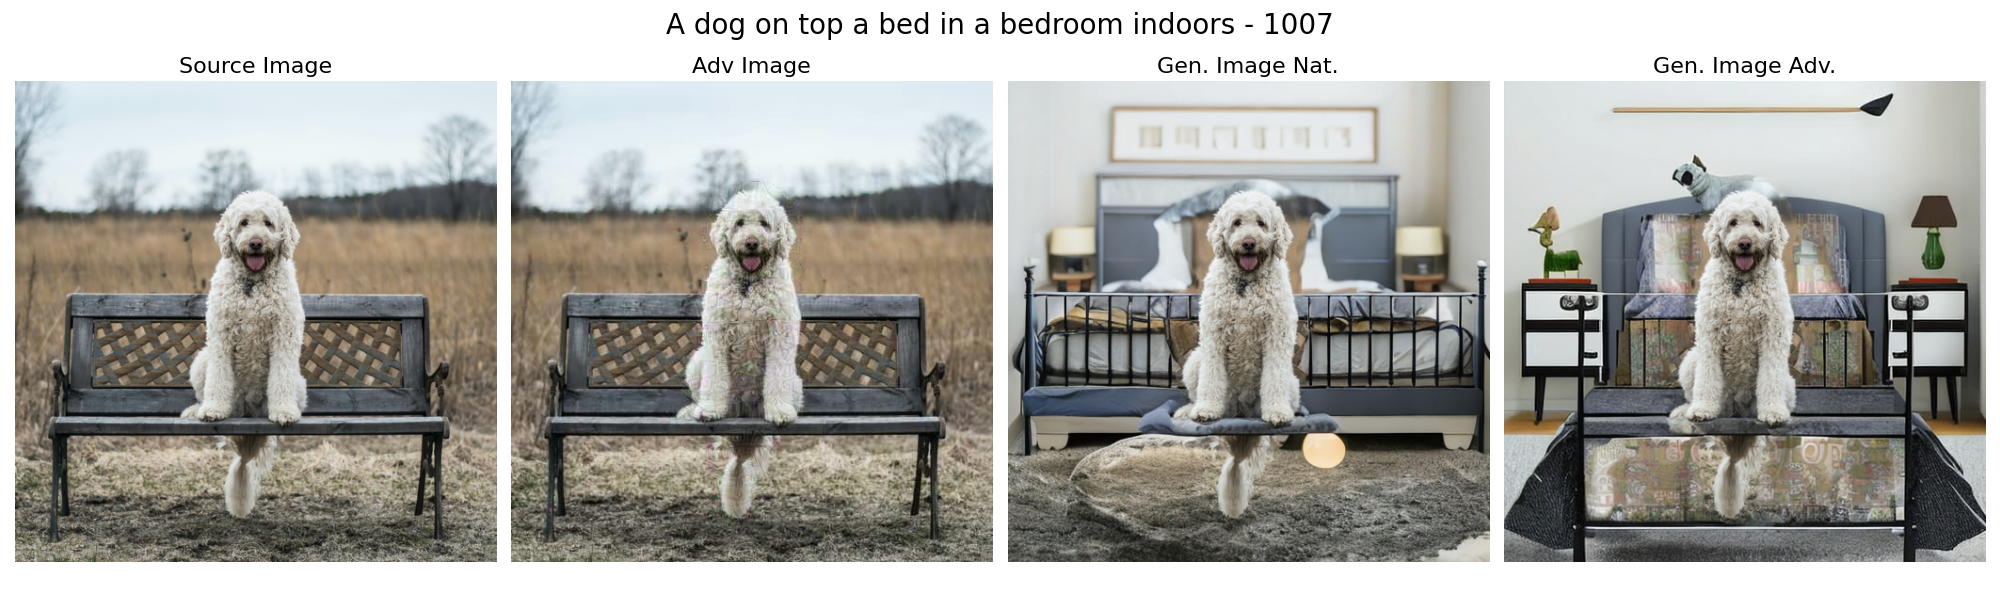 A dog on top a bed in a bedroom indoors - 1007
Source Image
Adv Image
Gen. Image Nat.
Gen. Image Adv.